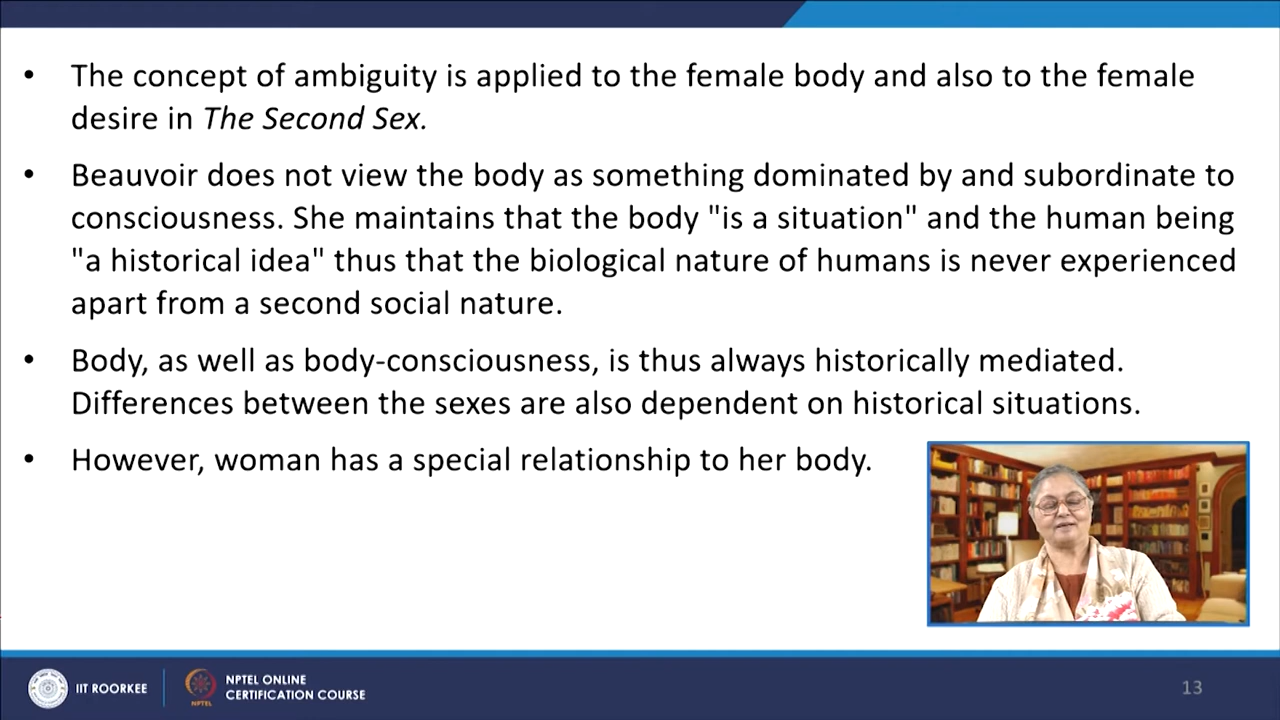 • The concept of ambiguity is applied to the female body and also to the female
desire in The Second Sex.
• Beauvoir does not view the body as something dominated by and subordinate to
consciousness. She maintains that the body "is a situation" and the human being
"a historical idea" thus that the biological nature of humans is never experienced
apart from a second social nature.
• Body, as well as body-consciousness, is thus always historically mediated.
Differences between the sexes are also dependent on historical situations.
• However, woman has a special relationship to her body.
IIT ROORKEE
NPTEL
NPTEL ONLINE
CERTIFICATION COURSE
13